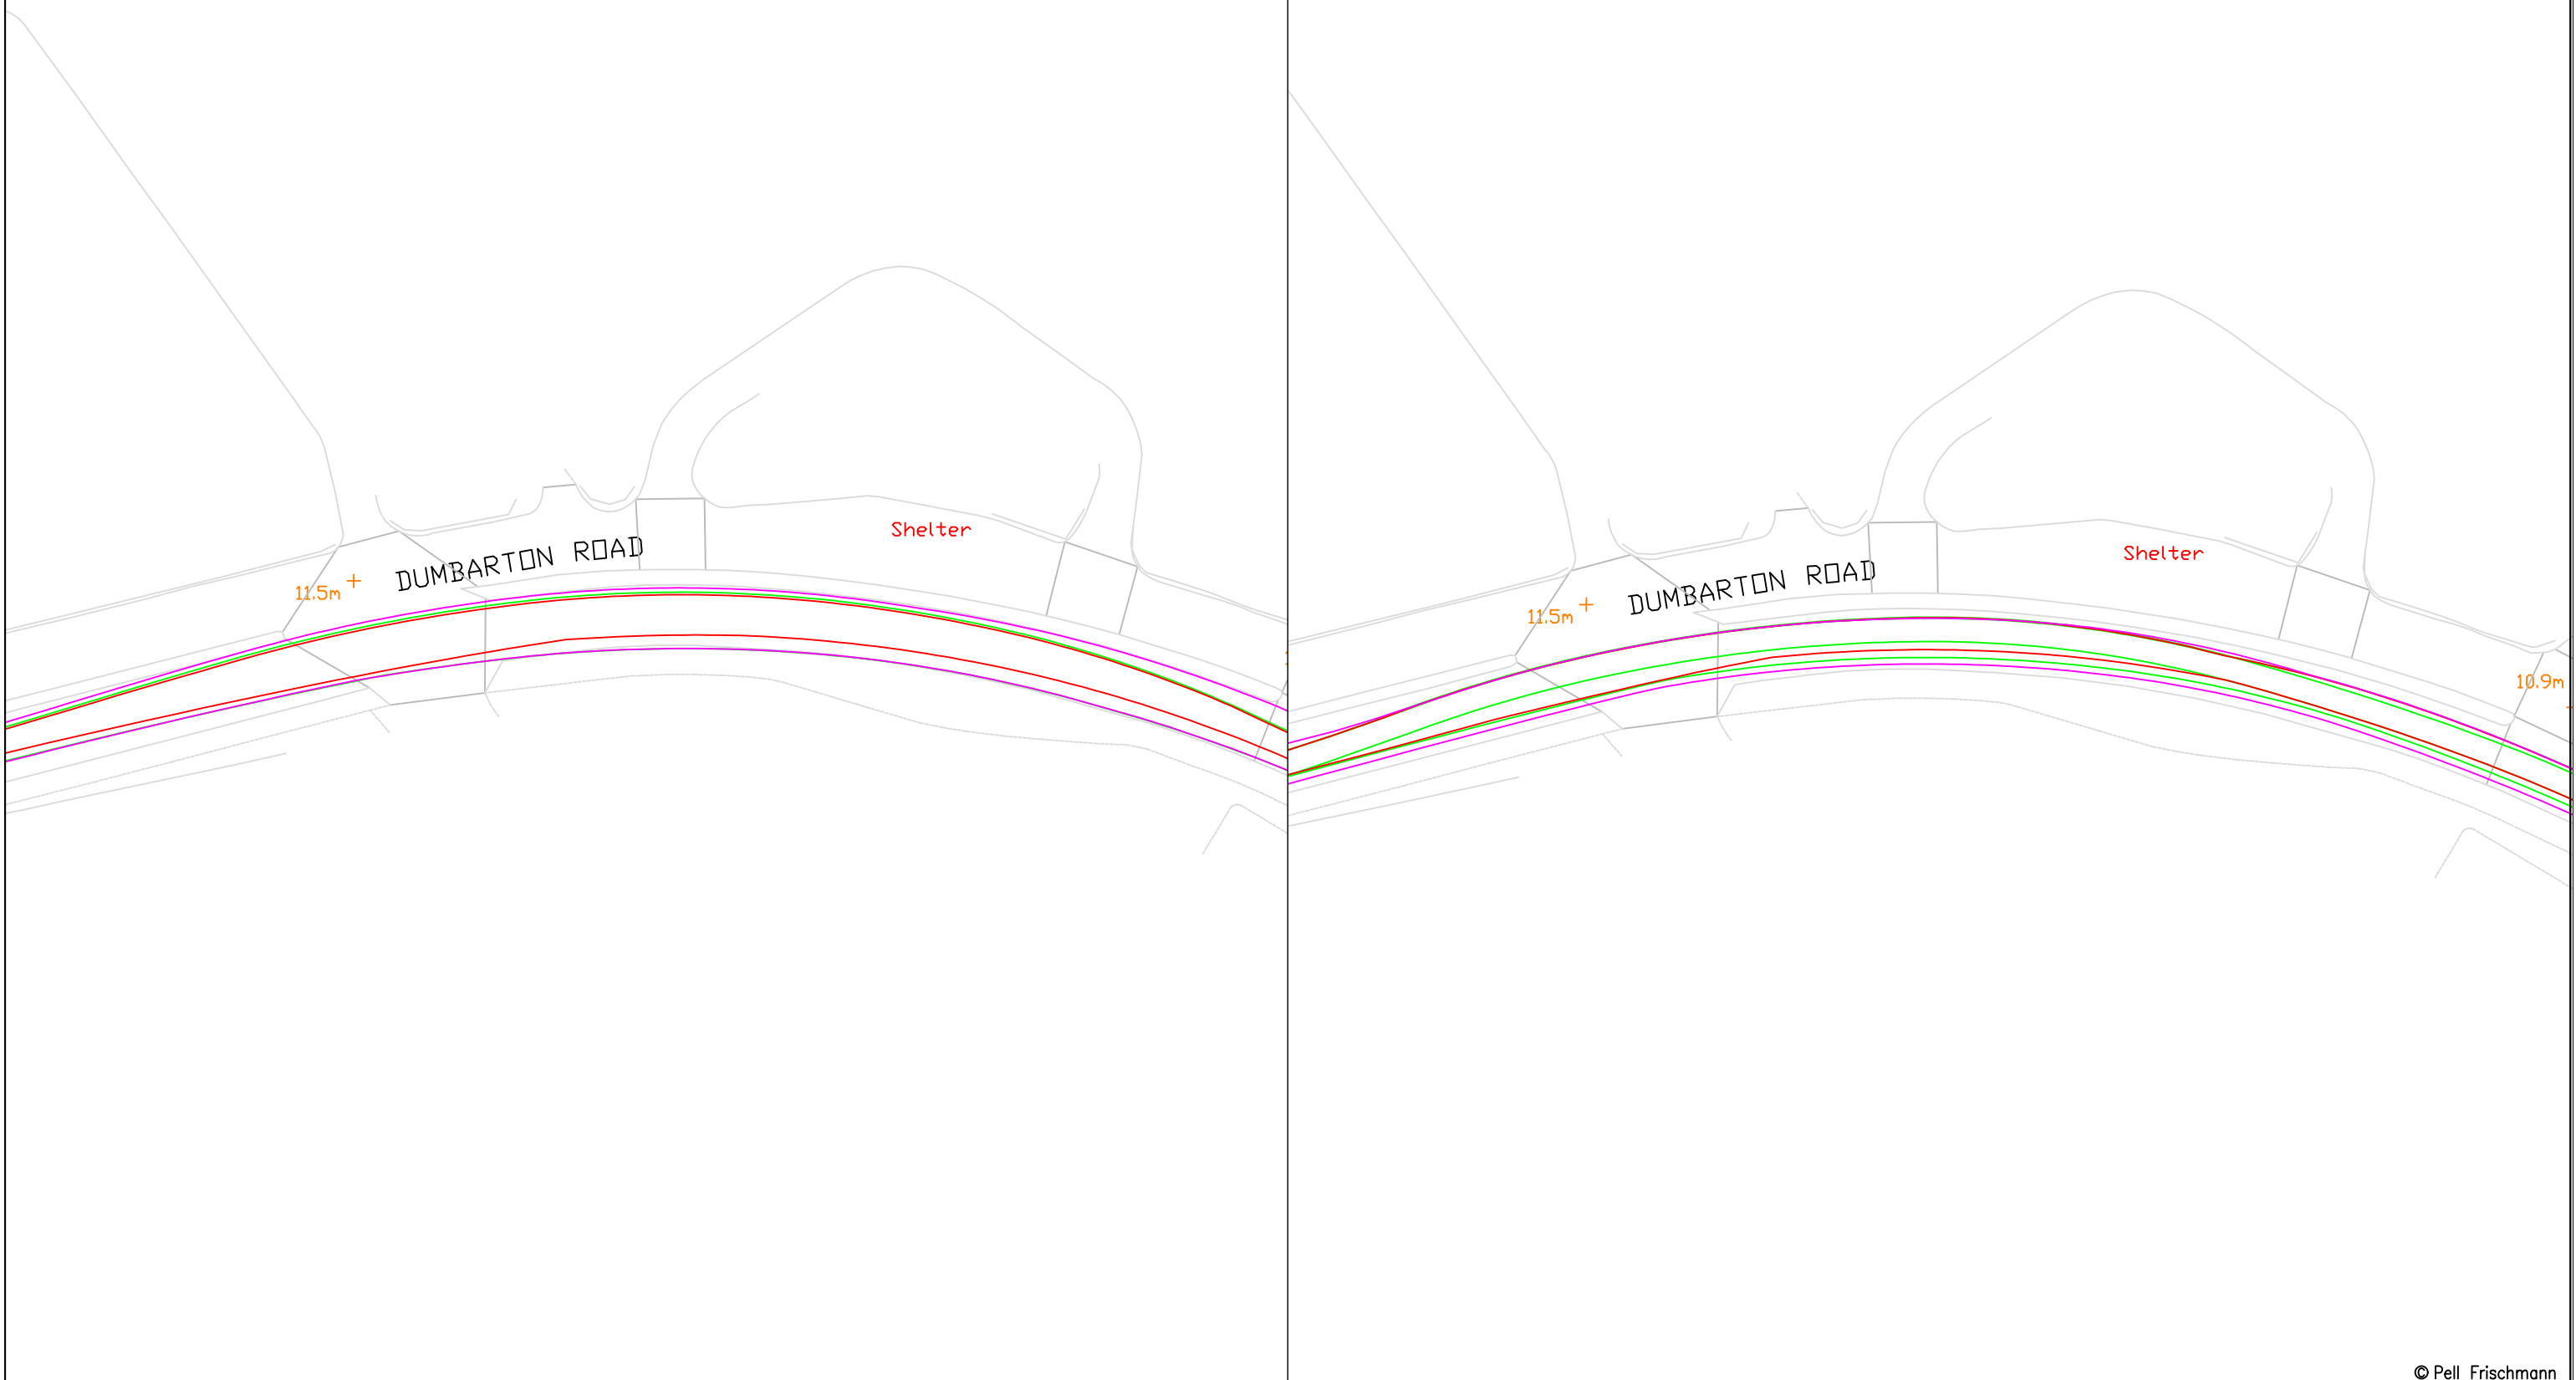 Shelter
DUMBARTON ROAD
11.5m
Shelter
DUMBARTON ROAD
11.5m
10.9m
© Pell Frischmann